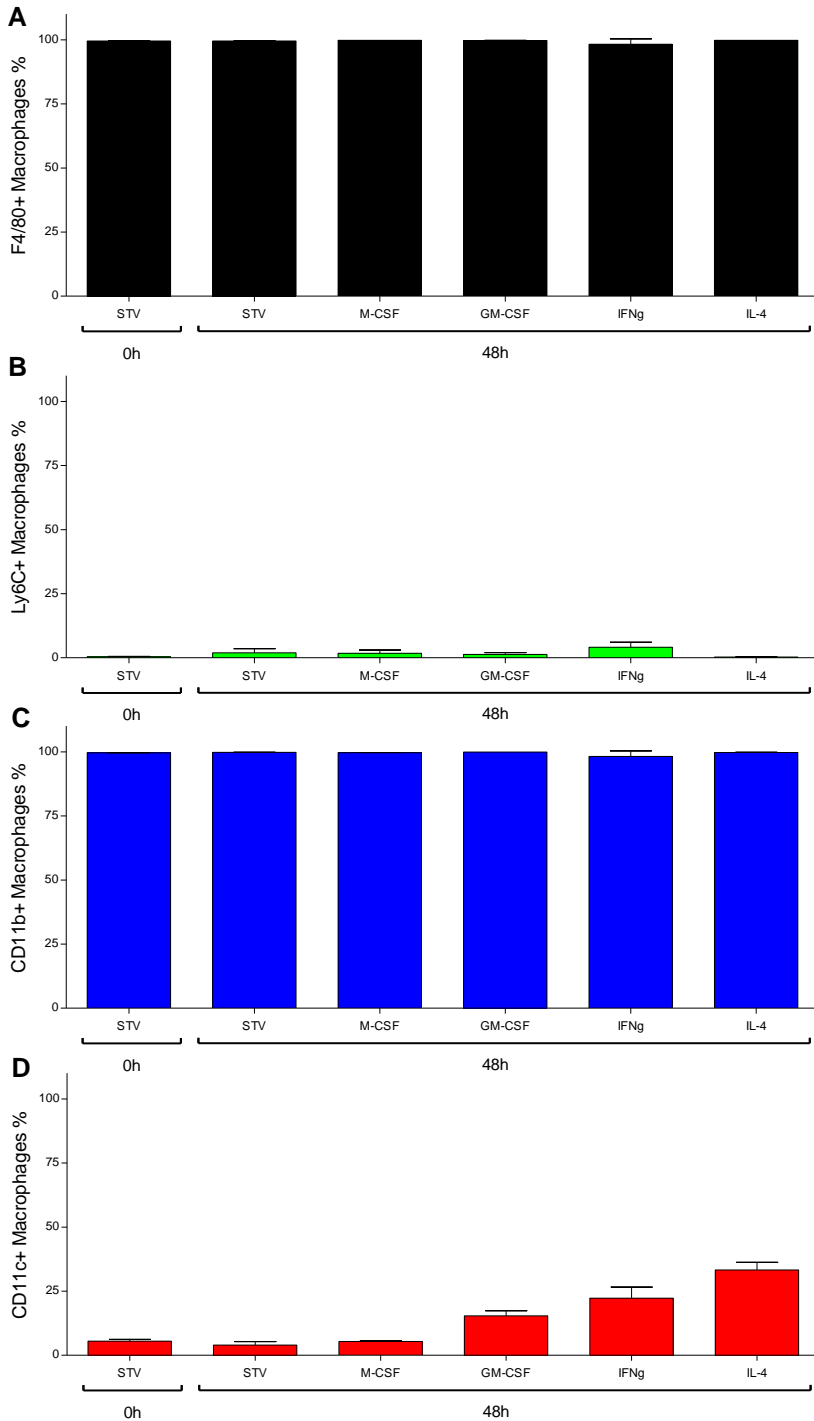 A
F4/80+ Macrophages %
100
75
50
25
0
STV STV M-CSF GM-CSF IFNg IL-4
0h 48h
B
Ly6C+ Macrophages %
100
75
50
25
0
STV STV M-CSF GM-CSF IFNg IL-4
0h 48h
C
CD11b+ Macrophages %
100
75
50
25
0
STV STV M-CSF GM-CSF IFNg IL-4
0h 48h
D
CD11c+ Macrophages %
100
75
50
25
0
STV STV M-CSF GM-CSF IFNg IL-4
0h 48h